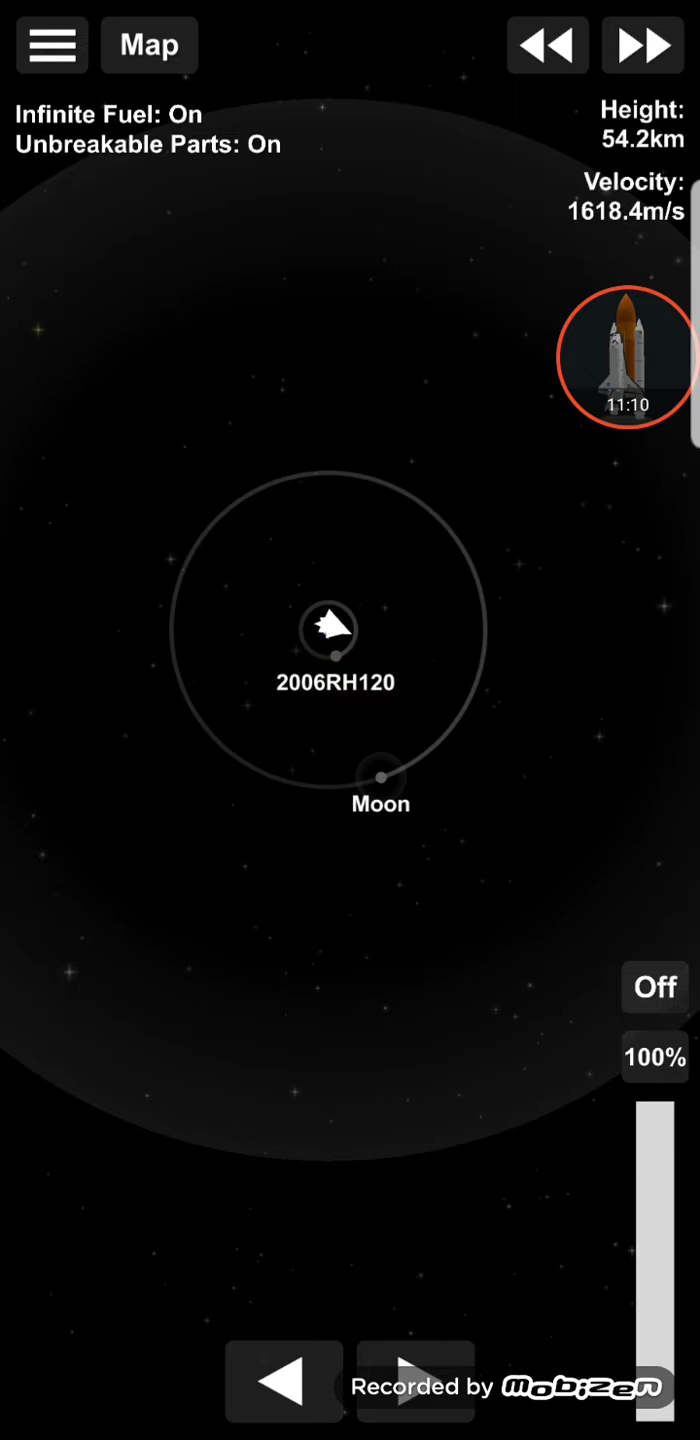 Map
Infinite Fuel: On
Unbreakable Parts: On
Height:
54.2km
Velocity:
1618.4m/s
11:10
2006RH120
Moon
Off
100%
Recorded by mobizen